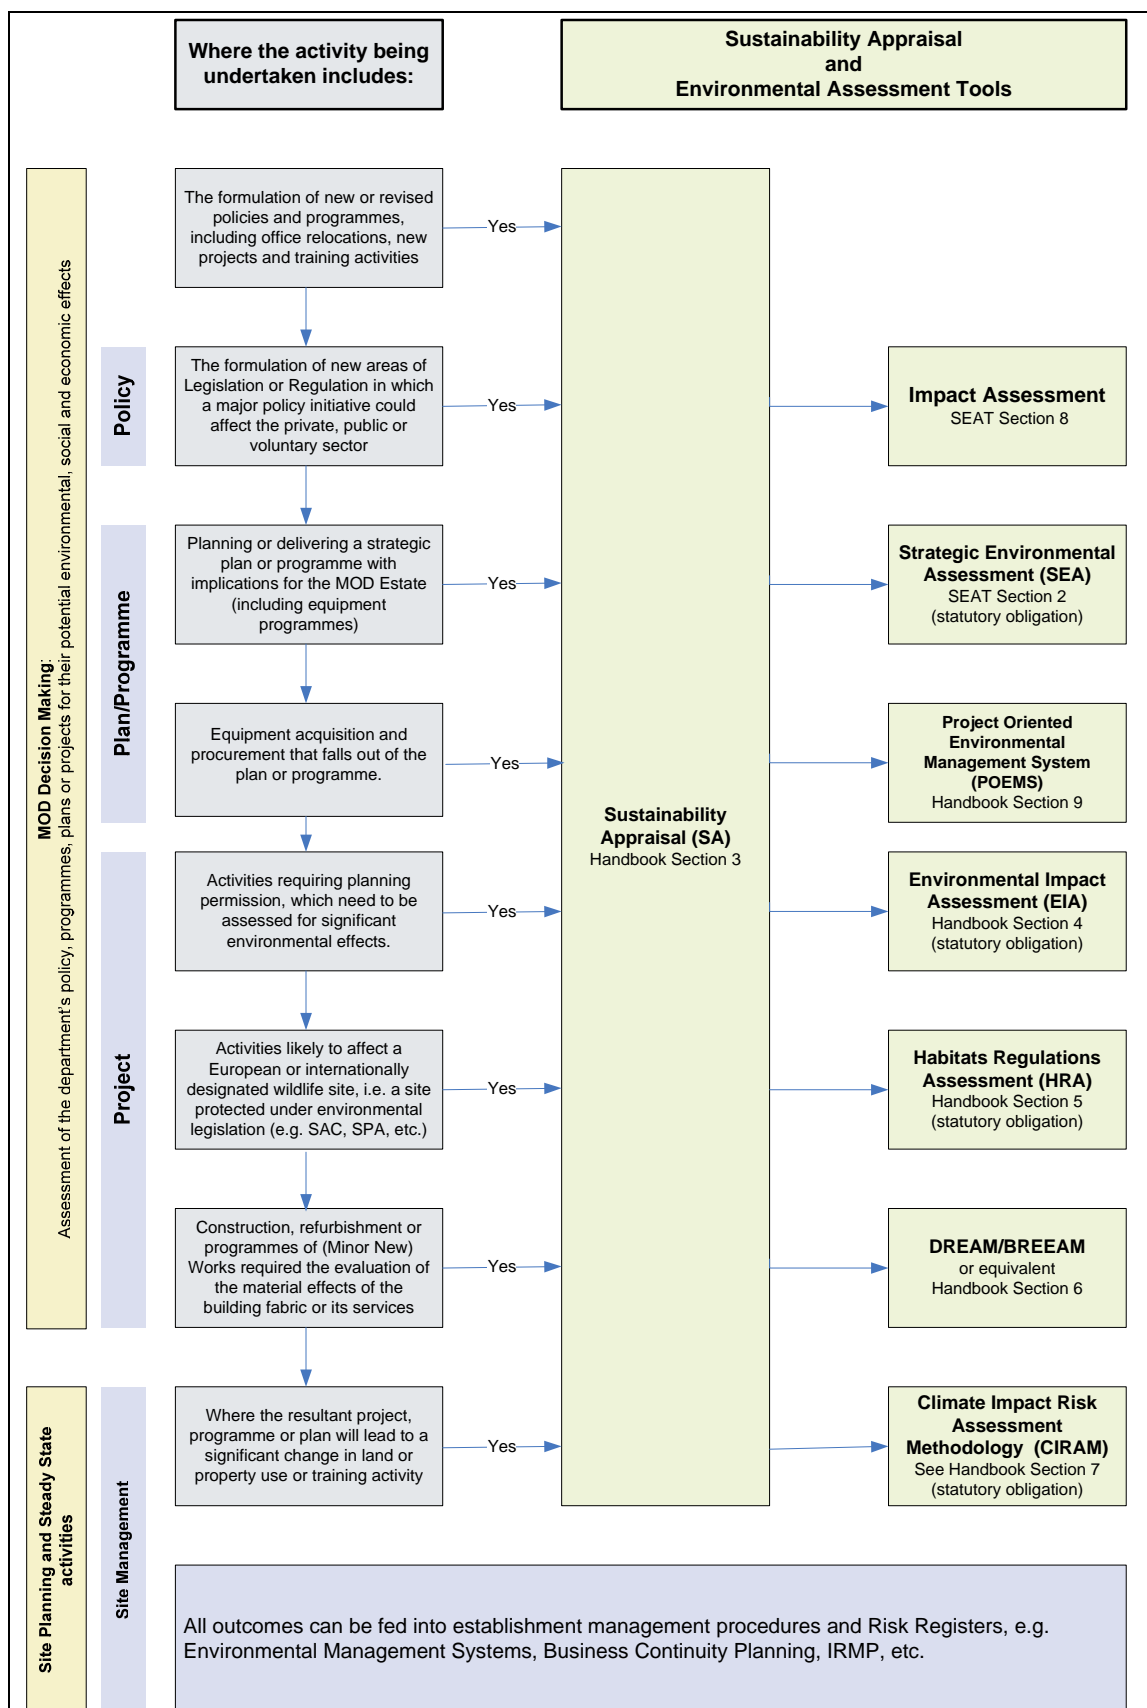 Where the activity being
undertaken includes:
Sustainability Appraisal
and
Environmental Assessment Tools
MOD Decision Making:
Assessment of the department's policy, programmes, plans or projects for their potential environmental, social and economic effects
The formulation of new or revised
policies and programmes,
including office relocations, new
projects and training activities
Yes
Policy
The formulation of new areas of
Legislation or Regulation in which
a major policy initiative could
affect the private, public or
voluntary sector
Yes
Impact Assessment
SEAT Section 8
Plan/Programme
Planning or delivering a strategic
plan or programme with
implications for the MOD Estate
(including equipment
programmes)
Yes
Strategic Environmental
Assessment (SEA)
SEAT Section 2
(statutory obligation)
Equipment acquisition and
procurement that falls out of the
plan or programme.
Yes
Project Oriented
Environmental
Management System
(POEMS)
Handbook Section 9
Sustainability
Appraisal (SA)
Handbook Section 3
Project
Activities requiring planning
permission, which need to be
assessed for significant
environmental effects.
Yes
Environmental Impact
Assessment (EIA)
Handbook Section 4
(statutory obligation)
Activities likely to affect a
European or internationally
designated wildlife site, i.e. a site
protected under environmental
legislation (e.g. SAC, SPA, etc.)
Yes
Habitats Regulations
Assessment (HRA)
Handbook Section 5
(statutory obligation)
Construction, refurbishment or
programmes of (Minor New)
Works required the evaluation of
the material effects of the
building fabric or its services
Yes
DREAM/BREEAM
or equivalent
Handbook Section 6
Site Planning and Steady State
activities
Site Management
Where the resultant project,
programme or plan will lead to a
significant change in land or
property use or training activity
Yes
Climate Impact Risk
Assessment
Methodology (CIRAM)
See Handbook Section 7
(statutory obligation)
All outcomes can be fed into establishment management procedures and Risk Registers, e.g.
Environmental Management Systems, Business Continuity Planning, IRMP, etc.